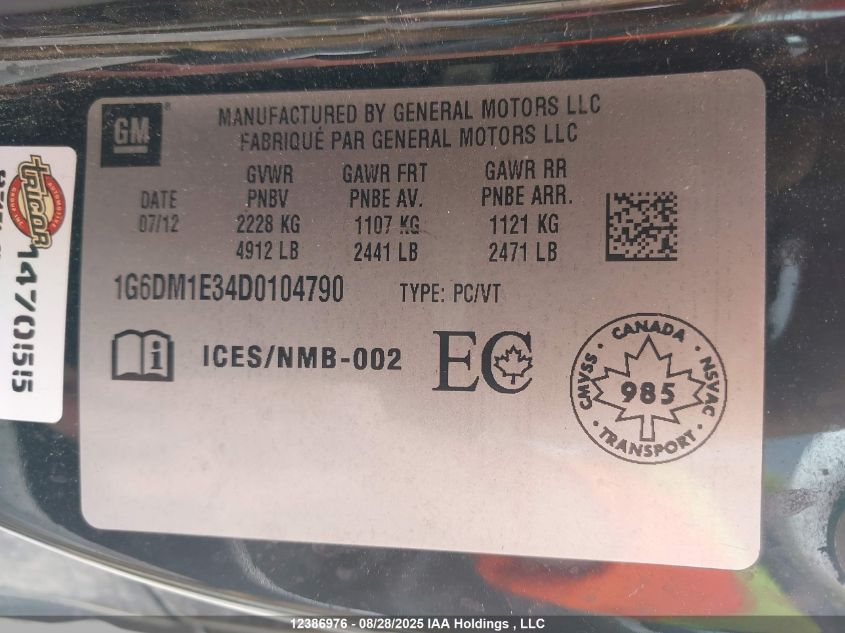 GM ®
MANUFACTURED BY GENERAL MOTORS LLC
FABRIQUÉ PAR GENERAL MOTORS LLC
DATE
07/12
GVWR
PNBV
2228 KG
4912 LB
GAWR FRT
PNBE AV.
1107 KG
2441 LB
GAWR RR
PNBE ARR.
1121 KG
2471 LB
1G6DM1E34D0104790 TYPE: PC/VT
i ICES/NMB-002 EC
CANADA
CMVSS NSVAC
985
TRANSPORT
AUTOMOTIVE
tricor
147055
12386976 - 08/28/2025 IAA Holdings , LLC